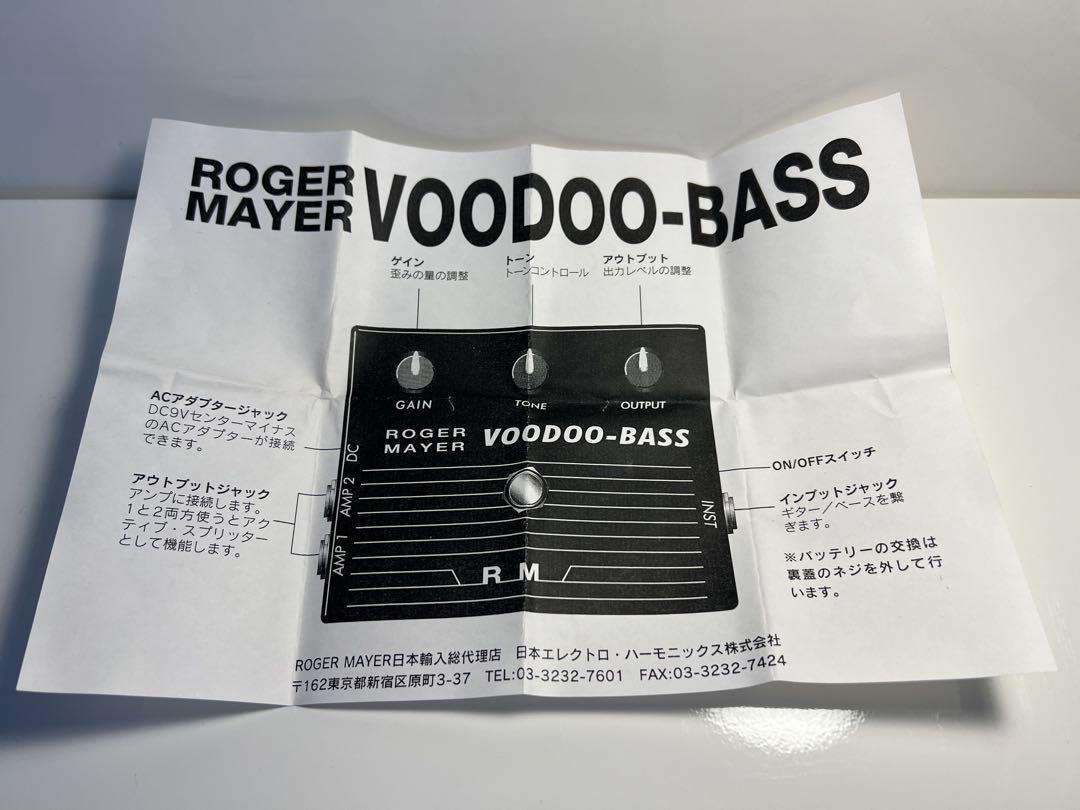 ROGER
MAYER
VOODOO-BASS
ゲイン
歪みの量の調整
トーン
トーンコントロール
アウトプット
出力レベルの調整
GAIN
TONE
OUTPUT
ROGER
MAYER
VOODOO-BASS
ACアダプタージャック
DC9Vセンターマイナス
のACアダプターが接続
できます。
DC
アウトプットジャック
アンプに接続します。
1と2両方使うとアク
ティブ・スプリッター
として機能します。
AMP 2
AMP 1
ON/OFFスイッチ
INST
インプットジャック
ギター/ベースを繋
ぎます。
※バッテリーの交換は
裏蓋のネジを外して行
います。
R M
ROGER MAYER日本輸入総代理店 日本エレクトロ・ハーモニックス株式会社
〒162東京都新宿区原町3-37 TEL:03-3232-7601 FAX:03-3232-7424